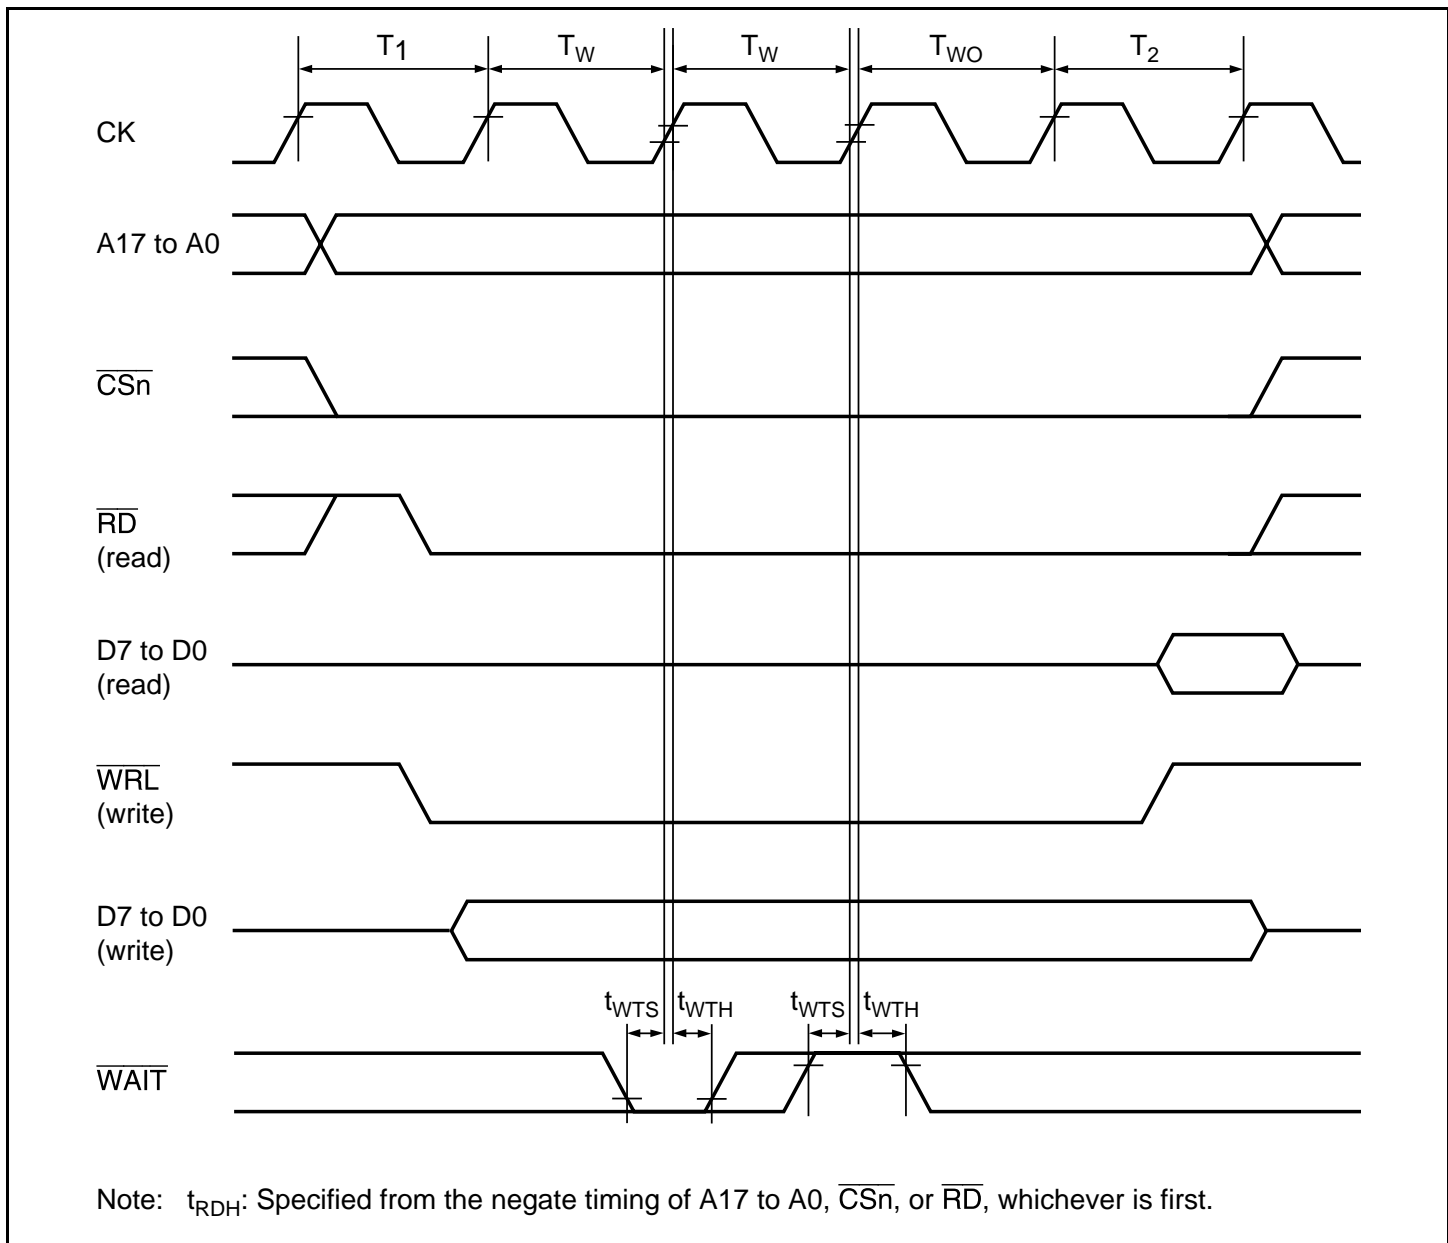 T1 TW TW TWO T2
CK
A17 to A0
CSn
RD
(read)
D7 to D0
(read)
WRL
(write)
D7 to D0
(write)
tWTS tWTH tWTS tWTH
WAIT
Note: tRDH: Specified from the negate timing of A17 to A0, CSn, or RD, whichever is first.